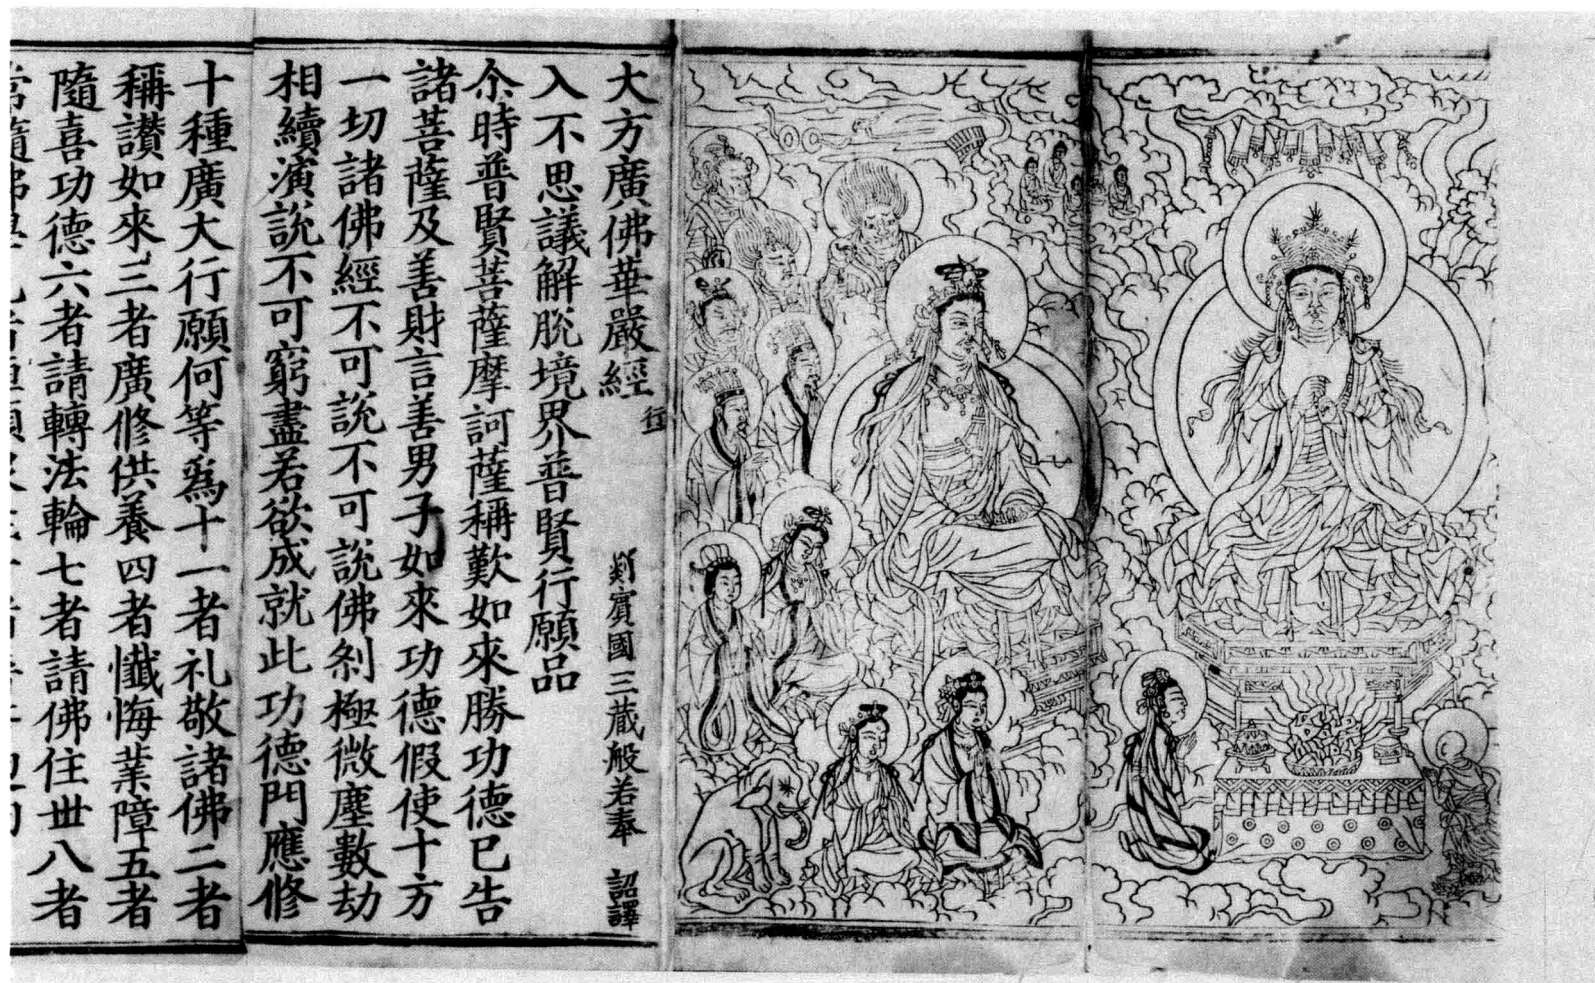 大方廣佛華嚴經 行
罽賓國三藏般若奉 詔譯
入不思議解脫境界普賢行願品
尒時普賢菩薩摩訶薩稱歎如來勝功德已告
諸菩薩及善財言善男子如來功德假使十方
一切諸佛經不可說不可說佛刹極微塵數劫
相續演說不可窮盡若欲成就此功德門應修
十種廣大行願何等爲十一者礼敬諸佛二者
稱讃如來三者廣修供養四者懺悔業障五者
隨喜功德六者請轉法輪七者請佛住世八者
常隨佛